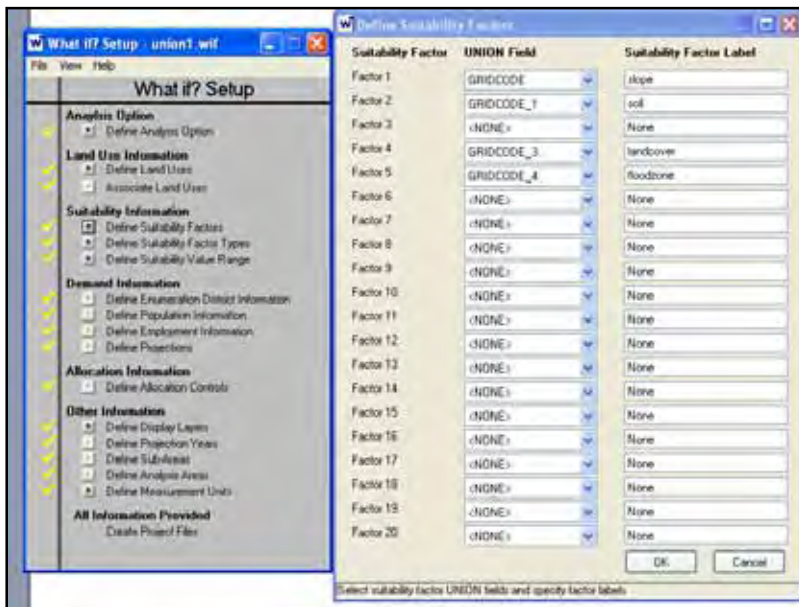 What if? Setup - union1.wif
File View Help
What if? Setup
Anaylsis Option
Define Analysis Option
Land Use Information
Define Land Uses
Associate Land Uses
Suitability Information
Define Suitability Factors
Define Suitability Factor Types
Define Suitability Value Range
Demand Information
Define Enumeration District Information
Define Population Information
Define Employment Information
Define Projections
Allocation Information
Define Allocation Controls
Other Information
Define Display Layers
Define Projection Years
Define Sub-Areas
Define Analysis Areas
Define Measurement Units
All Information Provided
Create Project Files
Define Suitability Factors
Suitability Factor UNION Field Suitability Factor Label
Factor 1 GRIDCODE slope
Factor 2 GRIDCODE_1 soil
Factor 3 <NONE> None
Factor 4 GRIDCODE_3 landcover
Factor 5 GRIDCODE_4 floodzone
Factor 6 <NONE> None
Factor 7 <NONE> None
Factor 8 <NONE> None
Factor 9 <NONE> None
Factor 10 <NONE> None
Factor 11 <NONE> None
Factor 12 <NONE> None
Factor 13 <NONE> None
Factor 14 <NONE> None
Factor 15 <NONE> None
Factor 16 <NONE> None
Factor 17 <NONE> None
Factor 18 <NONE> None
Factor 19 <NONE> None
Factor 20 <NONE> None
OK Cancel
Select suitability factor UNION fields and specify factor labels